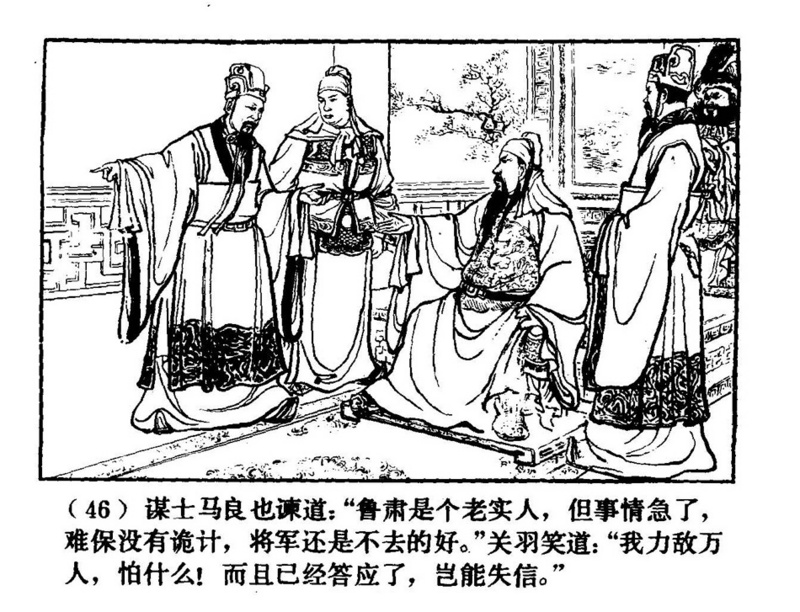 （46）谋士马良也谏道：“鲁肃是个老实人，但事情急了，
难保没有诡计，将军还是不去的好。”关羽笑道：“我力敌万
人，怕什么！而且已经答应了，岂能失信。”